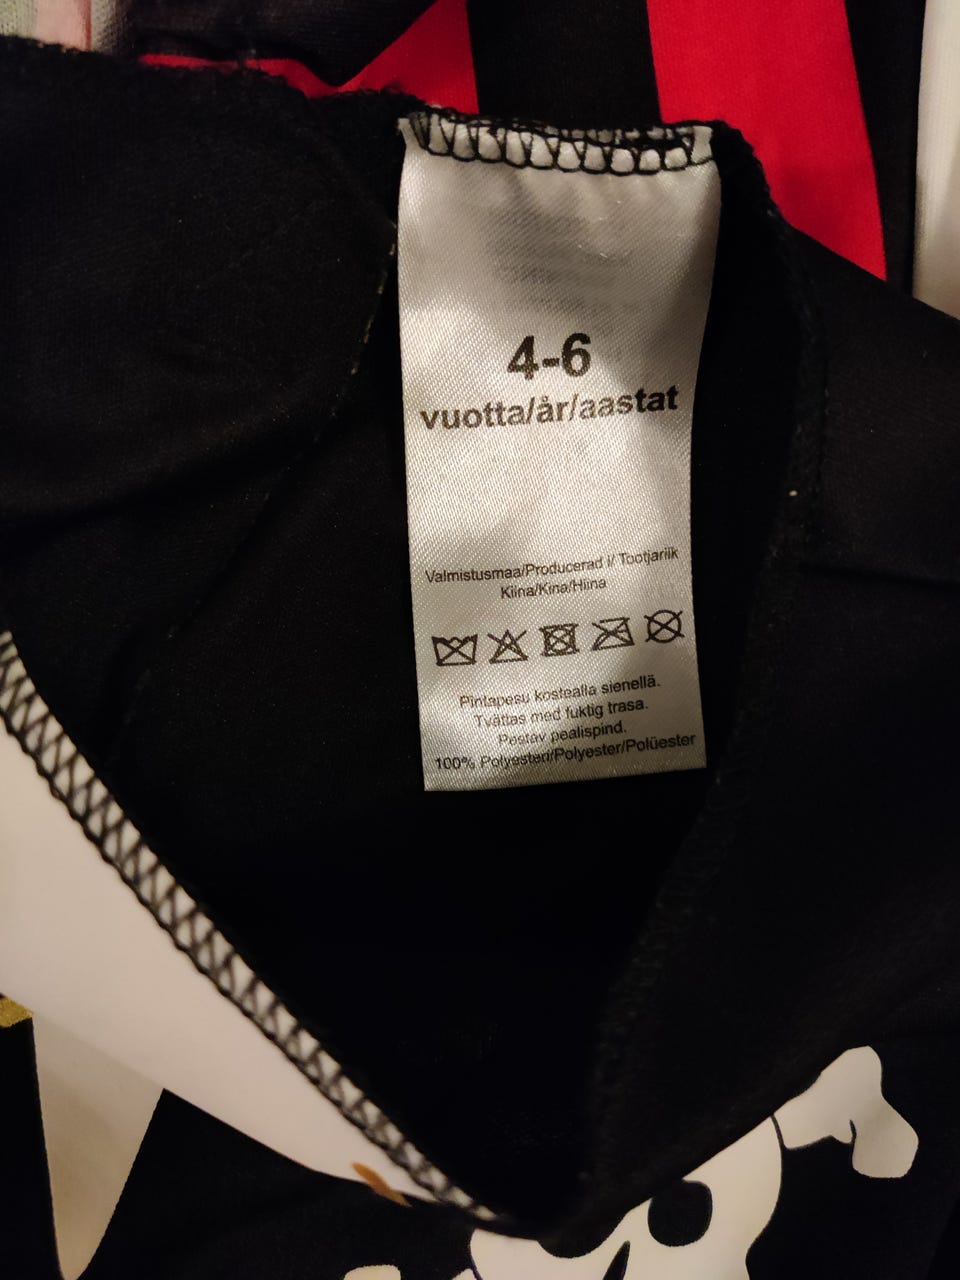 4-6
vuotta/år/aastat
Valmistusmaa/Producerad i/ Tootjariik
Kiina/Kina/Hiina
Pintapesu kostealla sienellä.
Tvättas med fuktig trasa.
Pestav pealispind.
100% Polyesteri/Polyester/Polüester